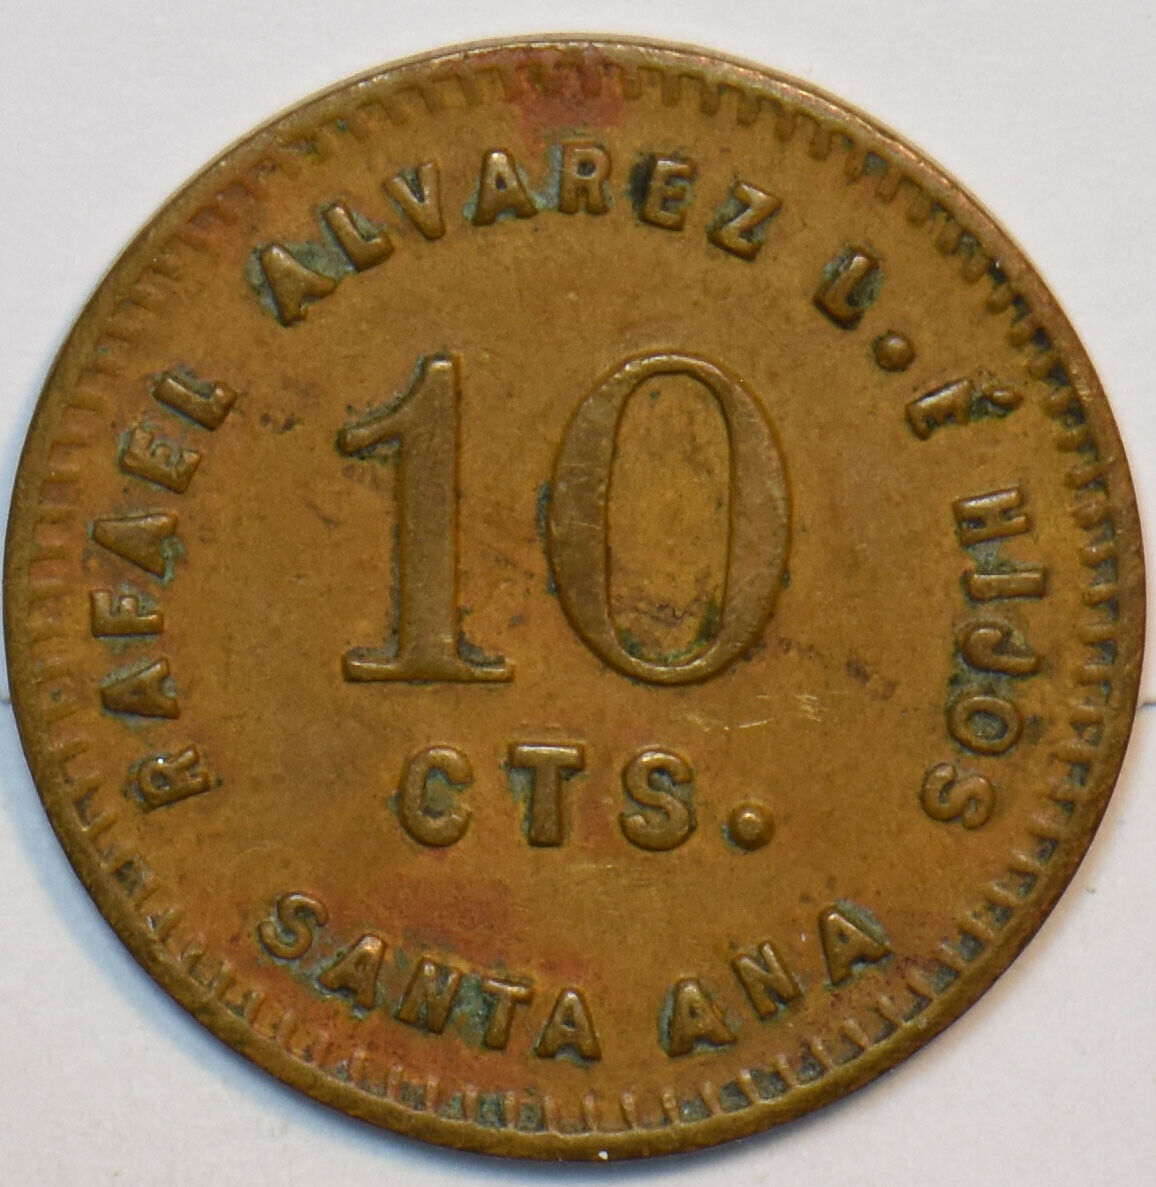 RAFAEL ALVAREZ L. É HIJOS
10
CTS.
SANTA ANA